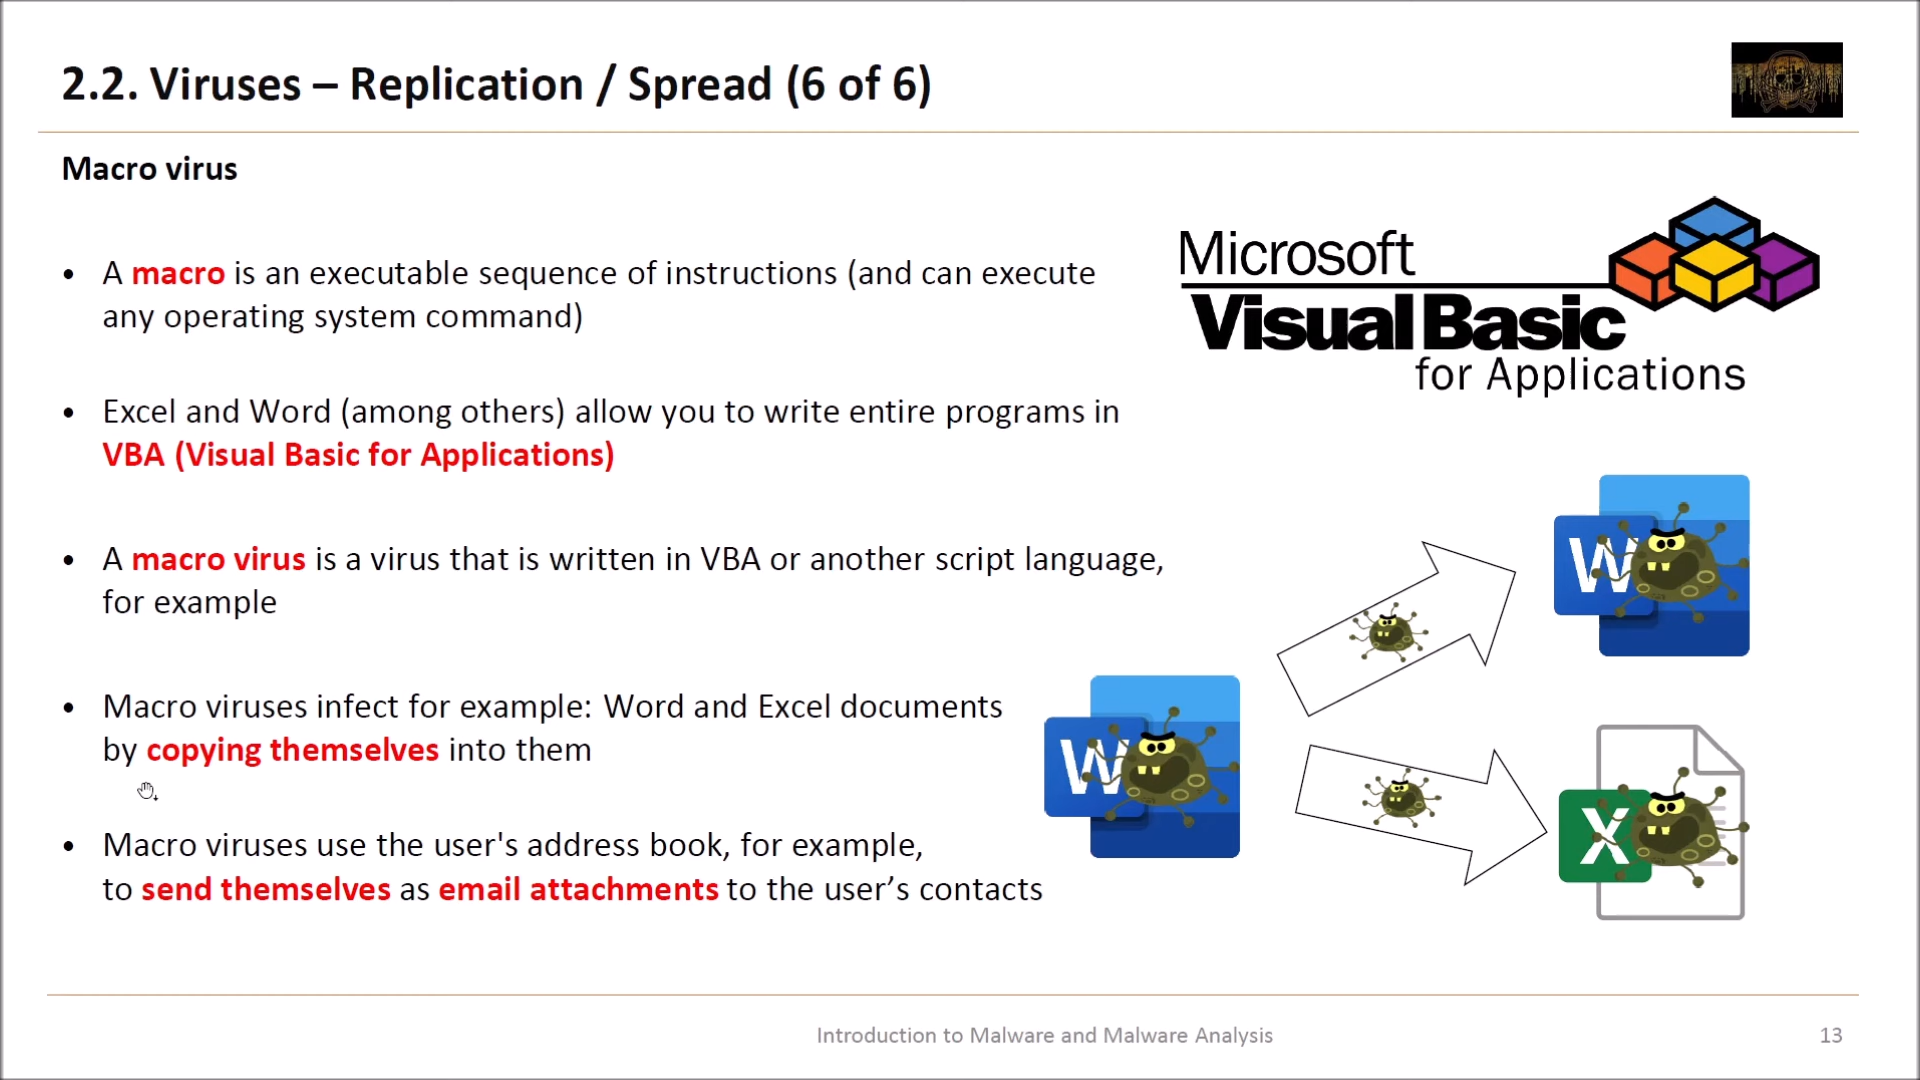 2.2. Viruses – Replication / Spread (6 of 6)
Macro virus
• A macro is an executable sequence of instructions (and can execute
any operating system command)
• Excel and Word (among others) allow you to write entire programs in
VBA (Visual Basic for Applications)
• A macro virus is a virus that is written in VBA or another script language,
for example
• Macro viruses infect for example: Word and Excel documents
by copying themselves into them
• Macro viruses use the user's address book, for example,
to send themselves as email attachments to the user’s contacts
Microsoft
Visual Basic
for Applications
W
W
X
Introduction to Malware and Malware Analysis
13